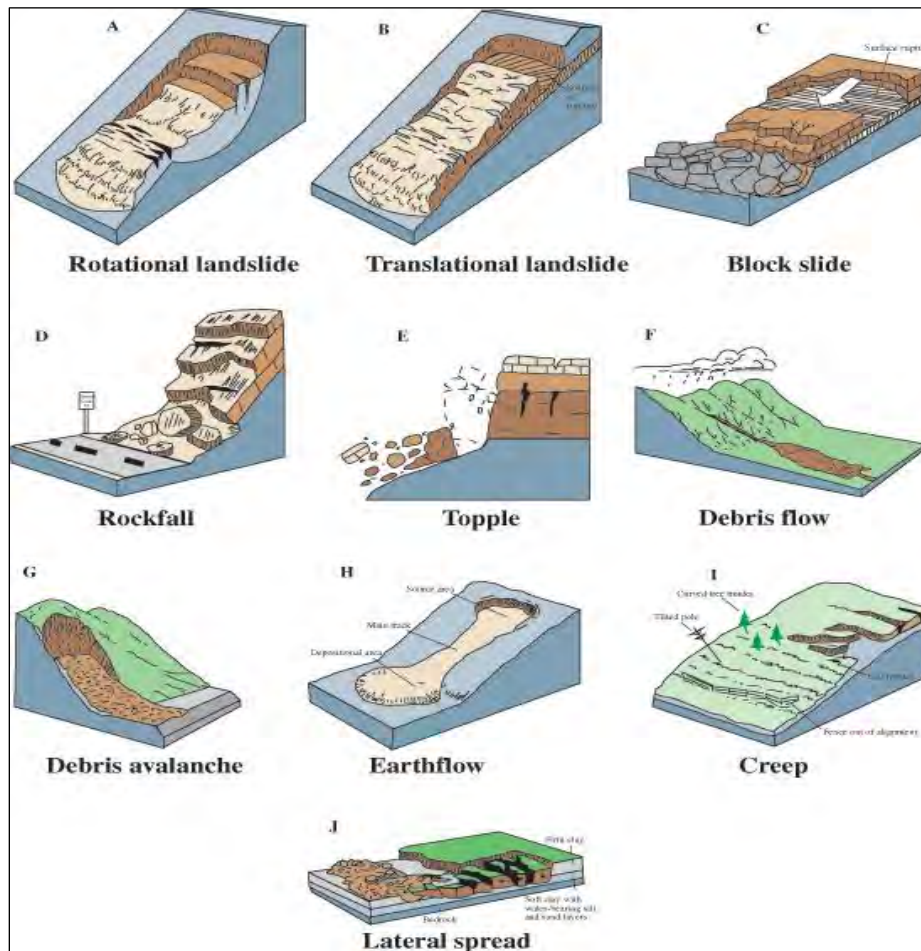 A
B
C
Surface rupture
Rotational landslide
Translational landslide
Block slide
D
E
F
Rockfall
Topple
Debris flow
G
H
I
Source area
Main track
Depositional area
Curved tree trunks
Tilted pole
Fence out of alignment
Debris avalanche
Earthflow
Creep
J
Firm clay
Soft clay with
water-bearing silt
and sand layers
Bedrock
Lateral spread